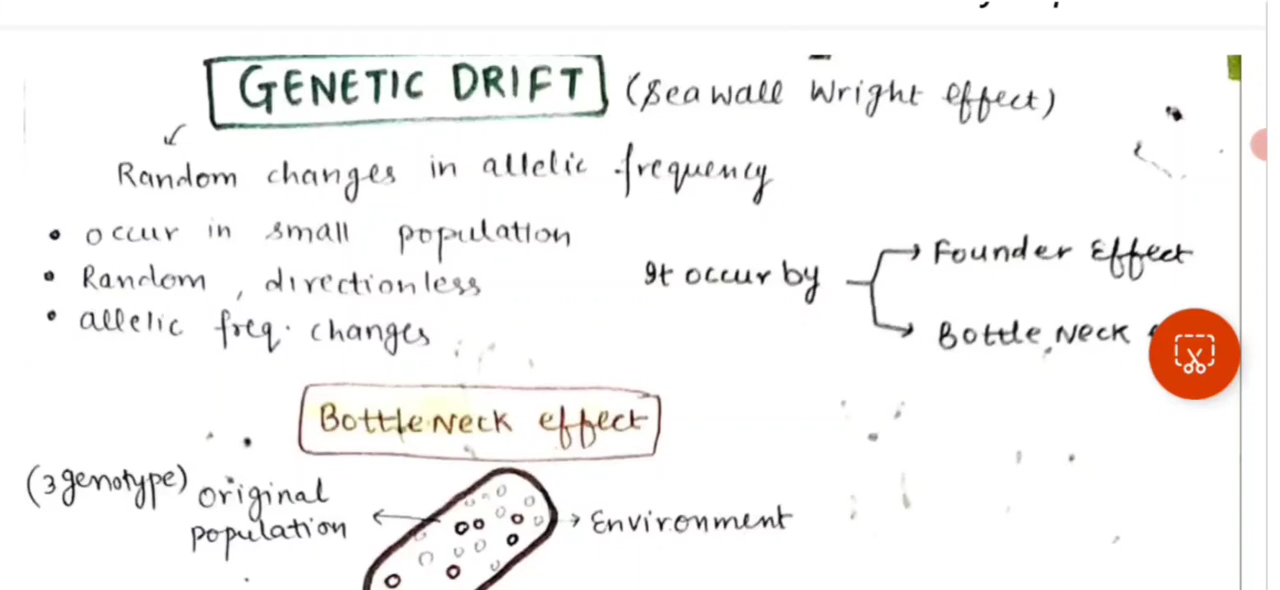 GENETIC DRIFT (Seawall Wright effect)
Random changes in allelic frequency
• occur in small population
• Random, directionless
• allelic freq. changes
It occur by
Founder Effect
Bottle Neck
Bottle Neck effect
(3 genotype) original population
Environment